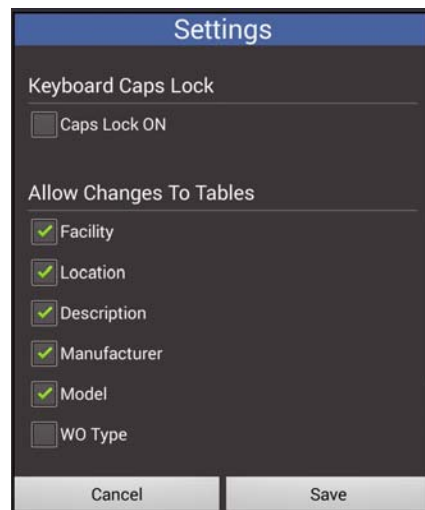 Settings
Keyboard Caps Lock
Caps Lock ON
Allow Changes To Tables
Facility
Location
Description
Manufacturer
Model
WO Type
Cancel Save